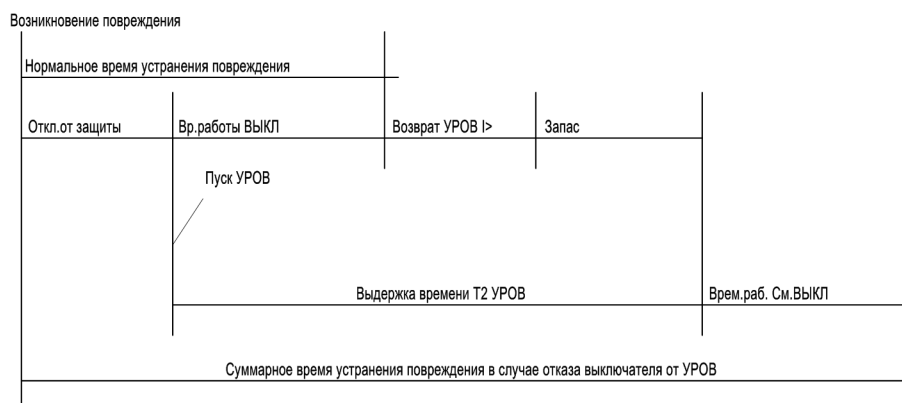 Возникновение повреждения
Нормальное время устранения повреждения
Откл.от защиты
Вр.работы ВЫКЛ
Возврат УРОВ I>
Запас
Пуск УРОВ
Выдержка времени Т2 УРОВ
Врем.раб. См.ВЫКЛ
Суммарное время устранения повреждения в случае отказа выключателя от УРОВ